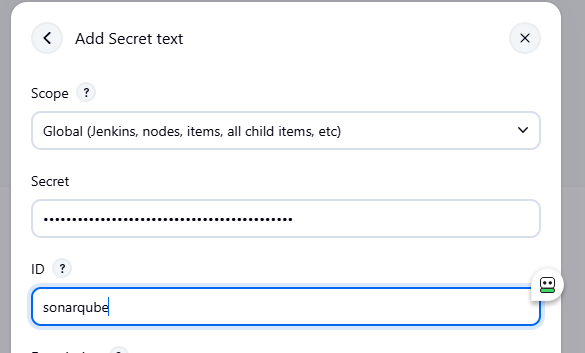 Add Secret text
Scope ?
Global (Jenkins, nodes, items, all child items, etc)
Secret
••••••••••••••••••••••••••••••••••••••••••••
ID ?
sonarqube